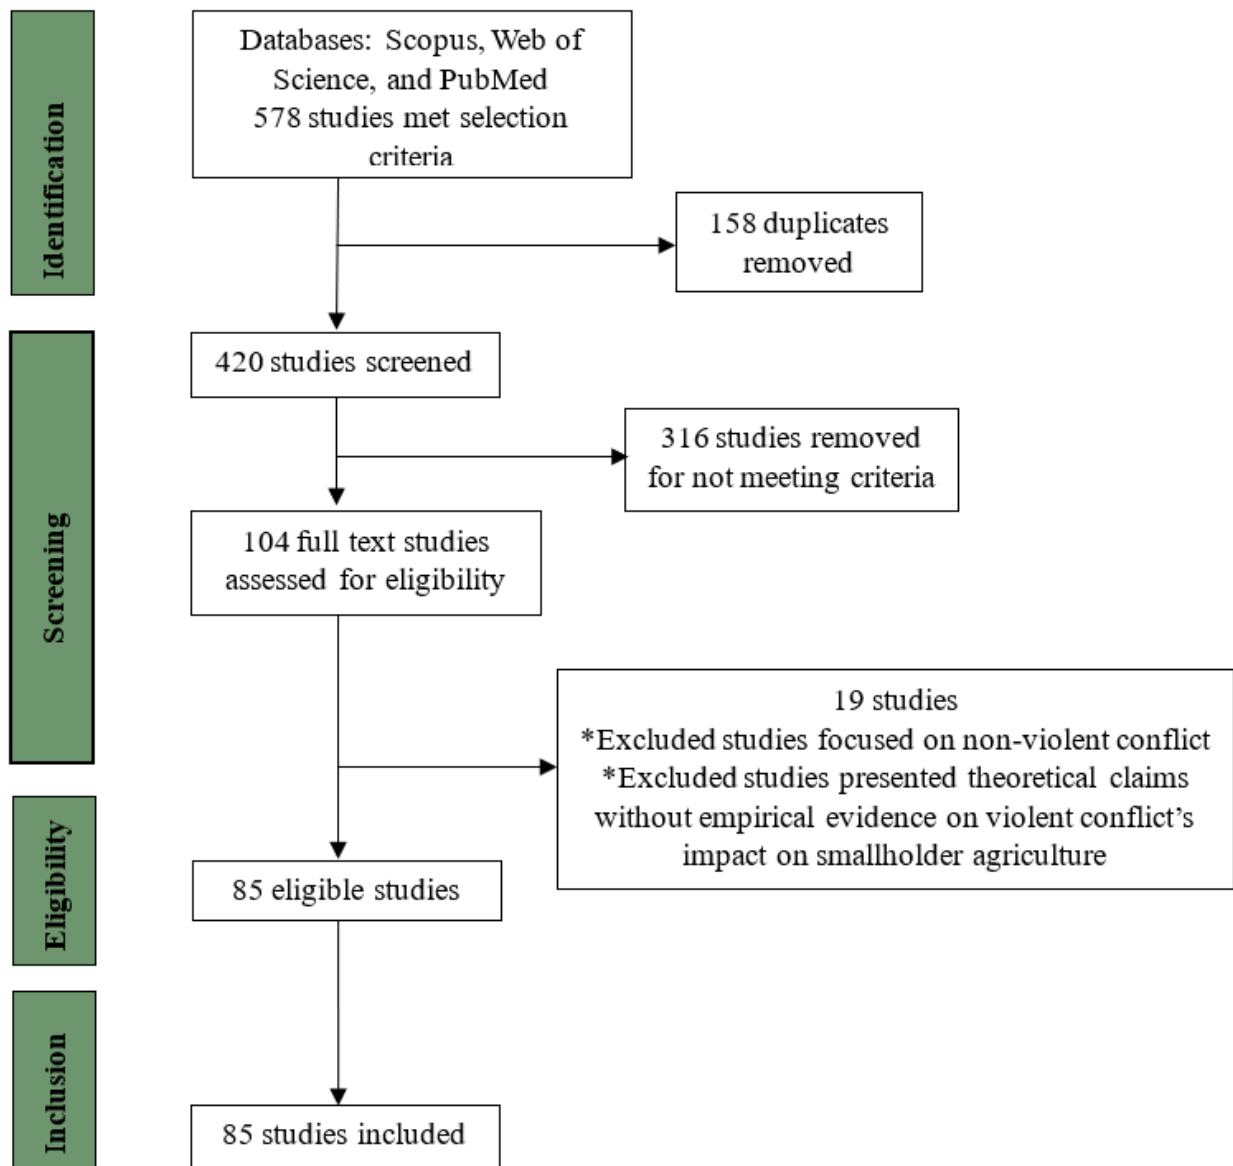 Identification
Databases: Scopus, Web of
Science, and PubMed
578 studies met selection
criteria
158 duplicates
removed
Screening
420 studies screened
316 studies removed
for not meeting criteria
104 full text studies
assessed for eligibility
19 studies
*Excluded studies focused on non-violent conflict
*Excluded studies presented theoretical claims
without empirical evidence on violent conflict’s
impact on smallholder agriculture
Eligibility
85 eligible studies
Inclusion
85 studies included